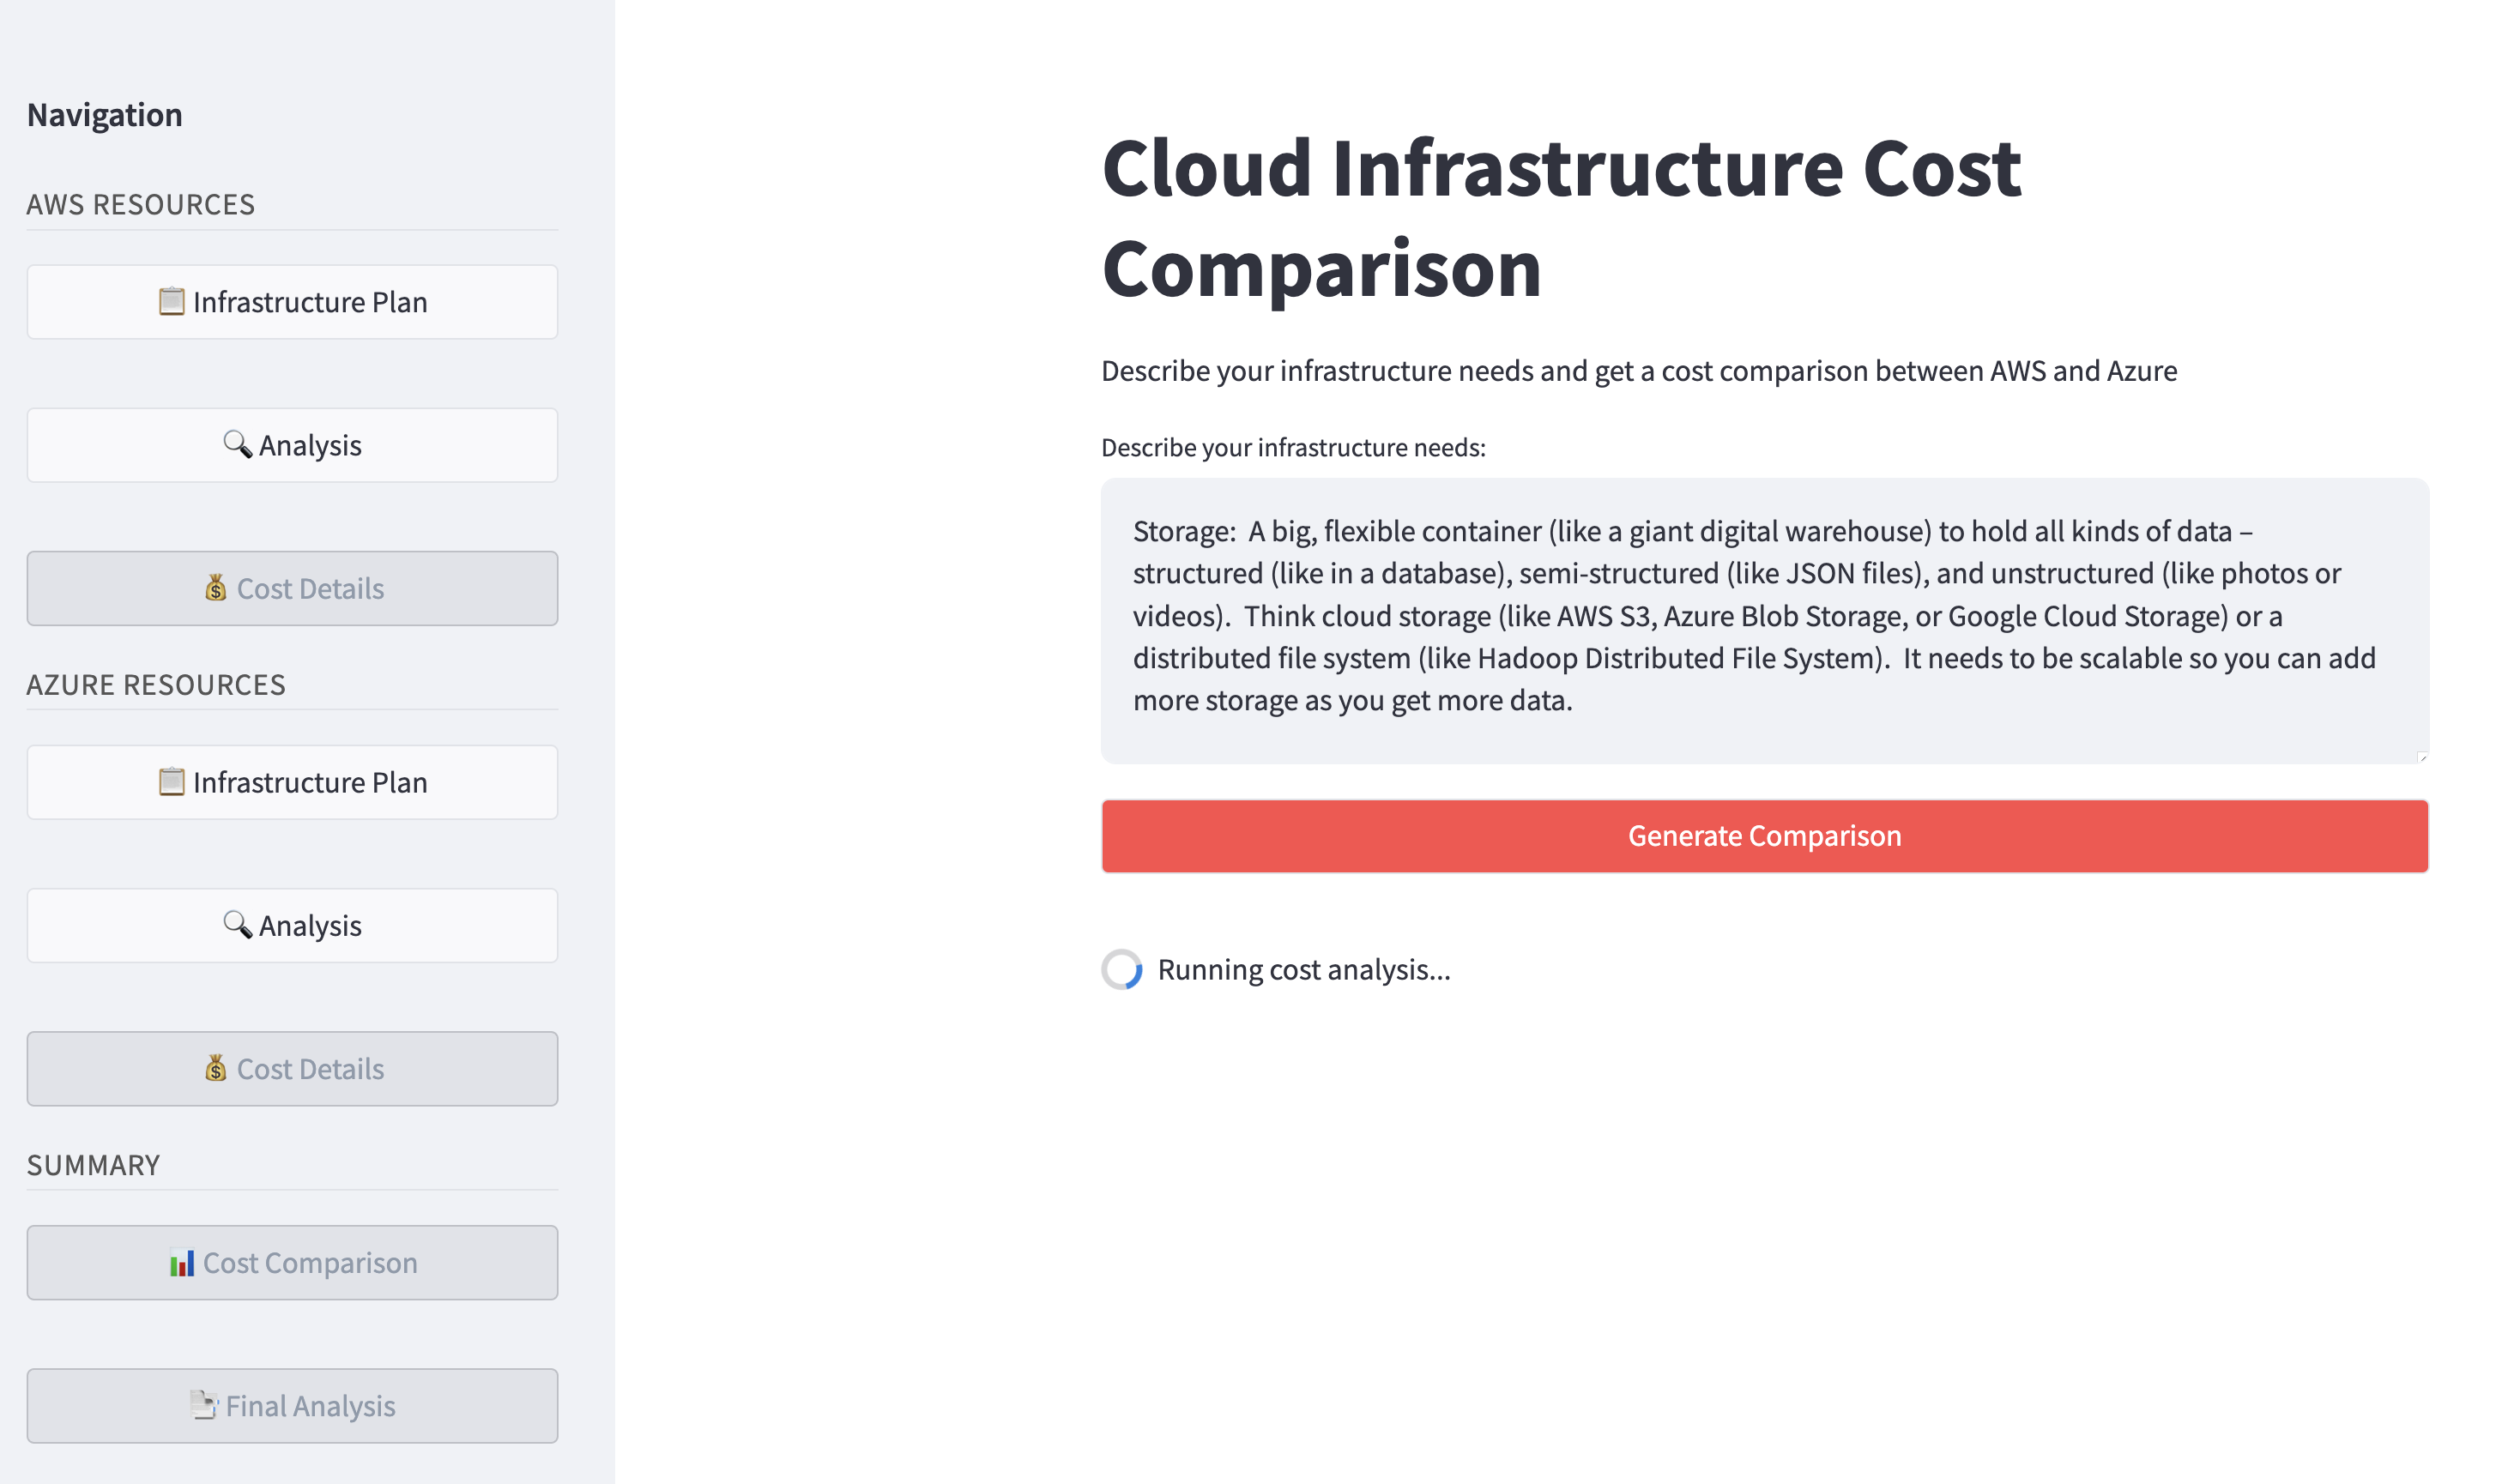 Navigation
AWS RESOURCES
Infrastructure Plan
Analysis
Cost Details
AZURE RESOURCES
Infrastructure Plan
Analysis
Cost Details
SUMMARY
Cost Comparison
Final Analysis
Cloud Infrastructure Cost
Comparison
Describe your infrastructure needs and get a cost comparison between AWS and Azure
Describe your infrastructure needs:
Storage:  A big, flexible container (like a giant digital warehouse) to hold all kinds of data –
structured (like in a database), semi-structured (like JSON files), and unstructured (like photos or
videos).  Think cloud storage (like AWS S3, Azure Blob Storage, or Google Cloud Storage) or a
distributed file system (like Hadoop Distributed File System).  It needs to be scalable so you can add
more storage as you get more data.
Generate Comparison
Running cost analysis...